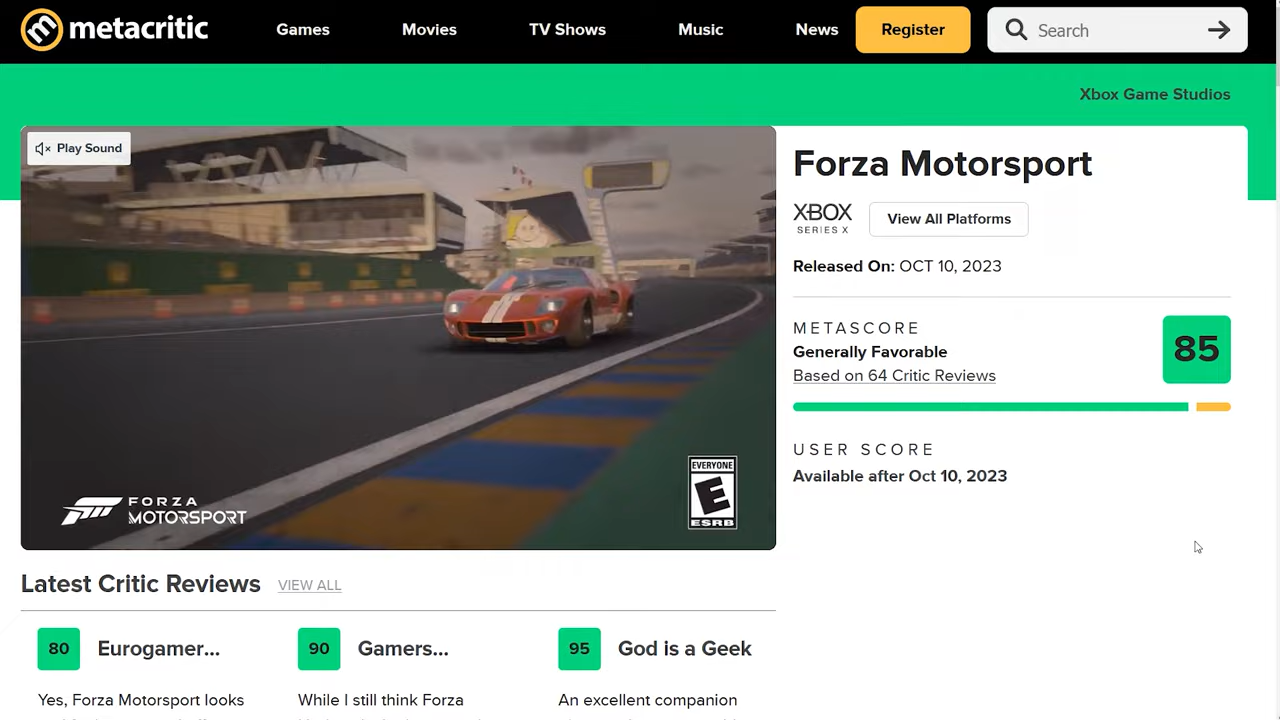 metacritic
Games
Movies
TV Shows
Music
News
Register
Search
Xbox Game Studios
Play Sound
Forza Motorsport
XBOX
SERIES X
View All Platforms
Released On: OCT 10, 2023
METASCORE
Generally Favorable
Based on 64 Critic Reviews
85
USER SCORE
Available after Oct 10, 2023
FORZA
MOTORSPORT
EVERYONE
E
ESRB
Latest Critic Reviews
VIEW ALL
80
Eurogamer...
90
Gamers...
95
God is a Geek
Yes, Forza Motorsport looks
While I still think Forza
An excellent companion